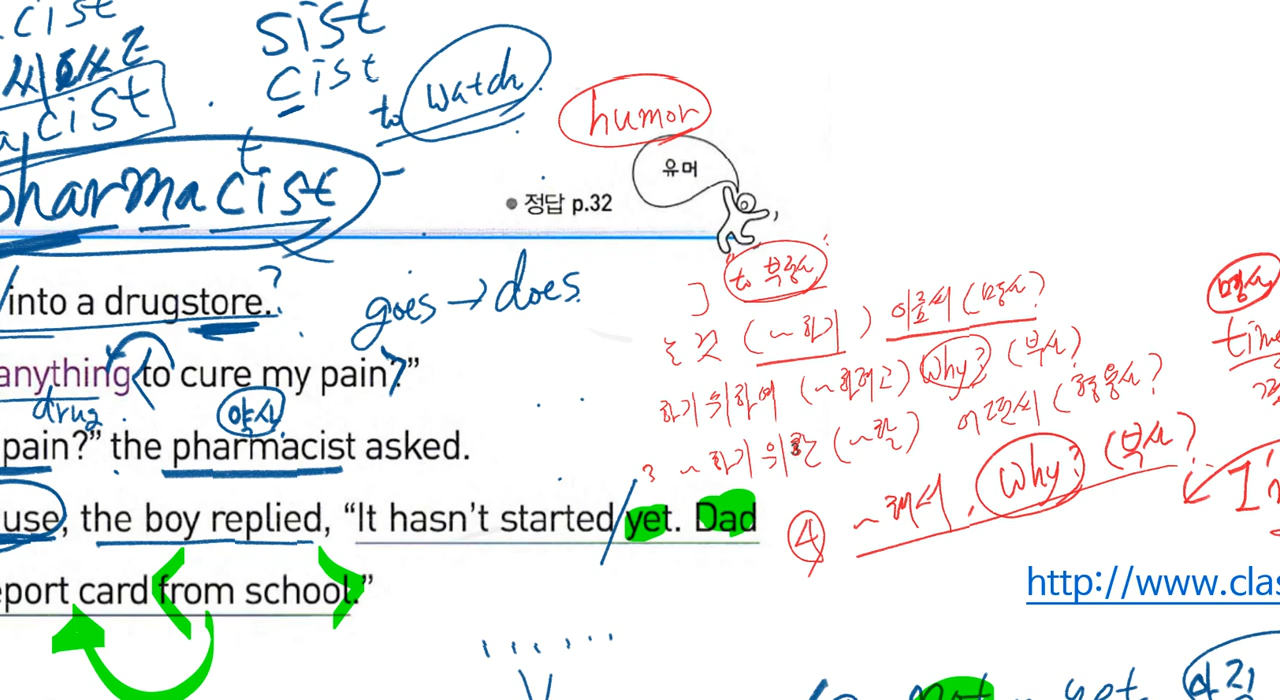 cist
sist
cist
cist
to watch
humor
t
pharmacist
유머
● 정답 p.32
into a drugstore.
?
goes → does
anything to cure my pain?”
drug
약사
pain?” the pharmacist asked.
use, the boy replied, “It hasn’t started yet. Dad
eport card from school.”
to 부정사
는 것 (~하기) 이름씨 (명사?
하기 위하여 (~하려고) Why? (부사?
3 ~하기 위한 (~할) 어떤씨 (형용사?
④ ~해서. Why? (부사?
명사
time
http://www.clas
not yet